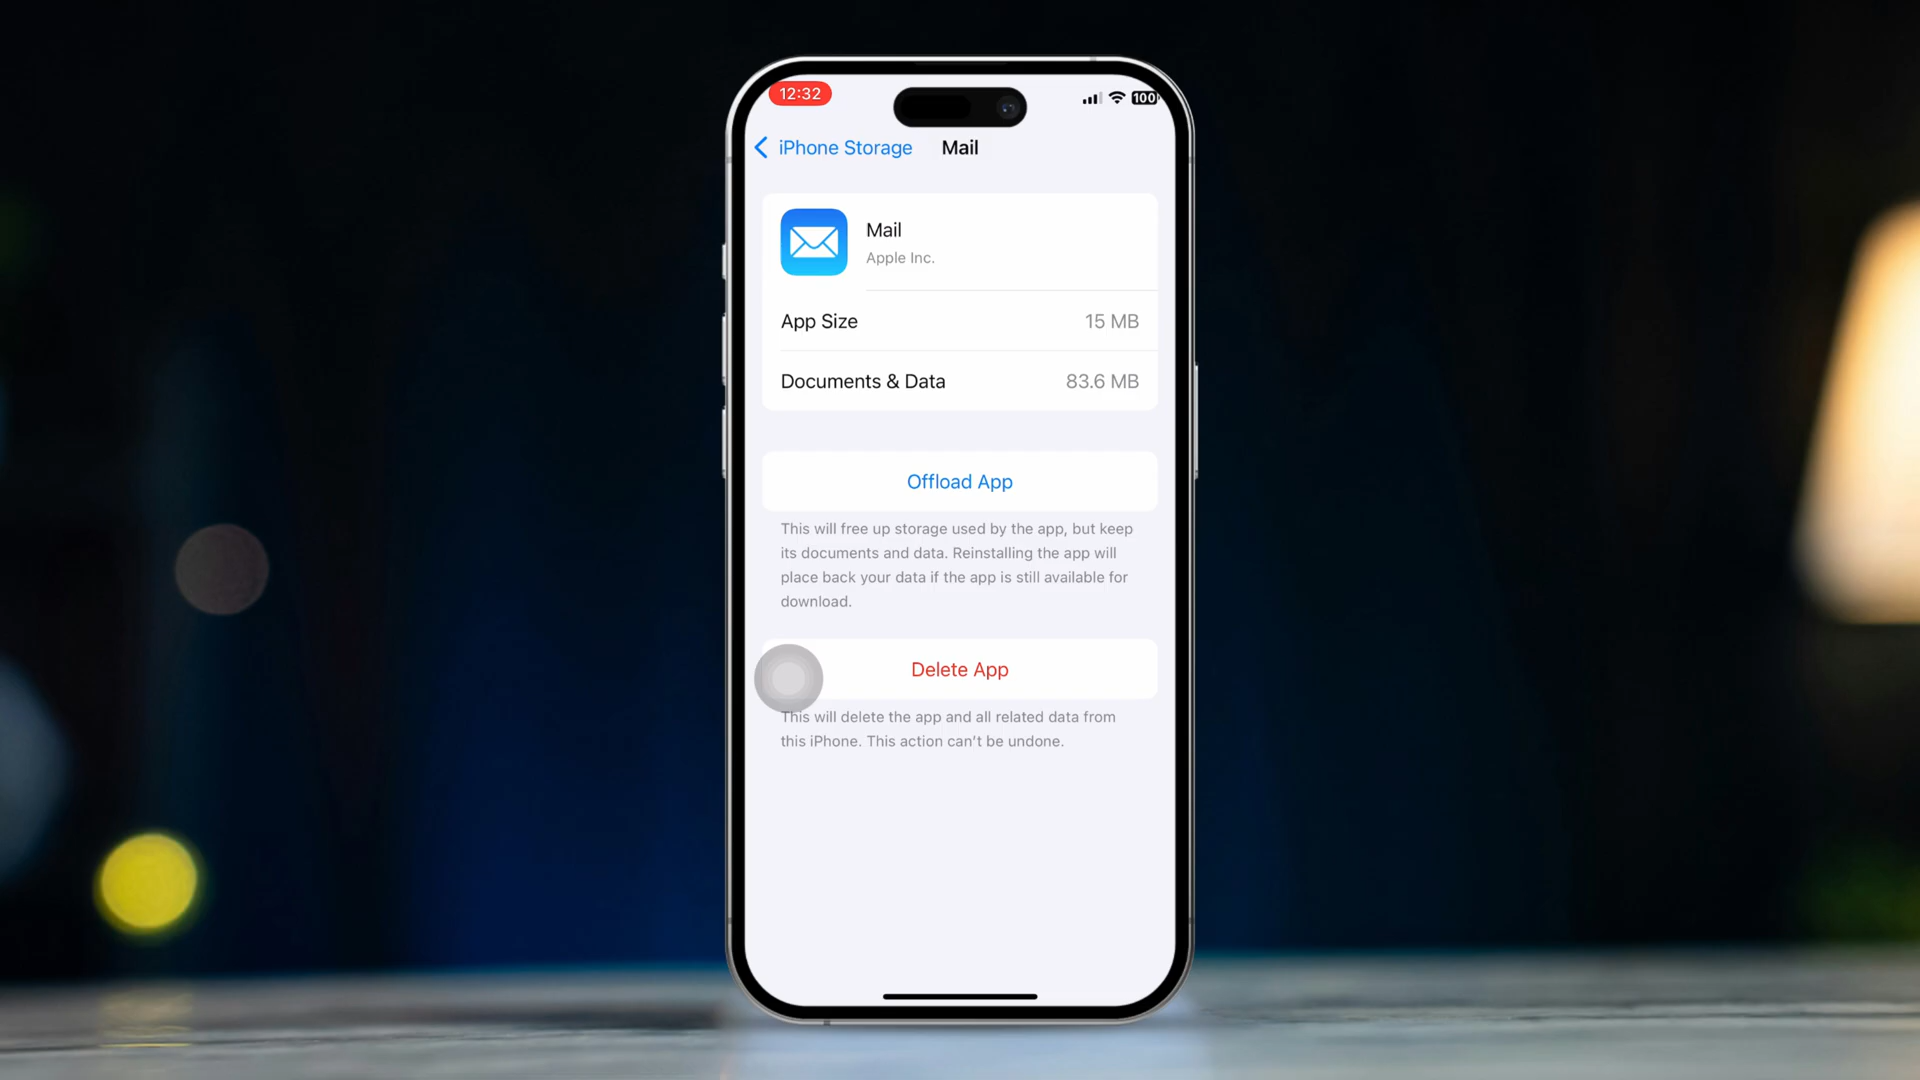 12:32
100
iPhone Storage
Mail
Mail
Apple Inc.
App Size
15 MB
Documents & Data
83.6 MB
Offload App
This will free up storage used by the app, but keep
its documents and data. Reinstalling the app will
place back your data if the app is still available for
download.
Delete App
This will delete the app and all related data from
this iPhone. This action can’t be undone.